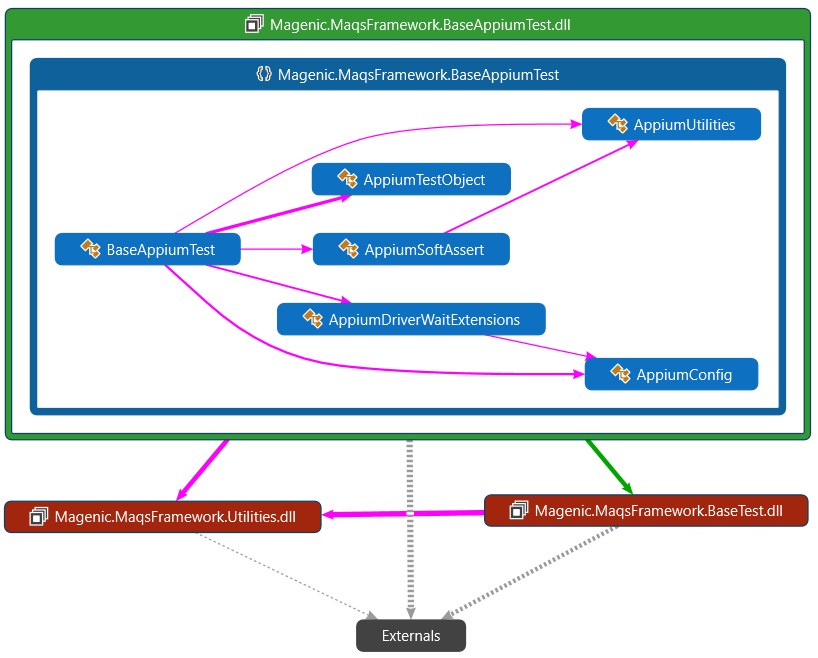 Magenic.MaqsFramework.BaseAppiumTest.dll
Magenic.MaqsFramework.BaseAppiumTest
AppiumUtilities
AppiumTestObject
BaseAppiumTest
AppiumSoftAssert
AppiumDriverWaitExtensions
AppiumConfig
Magenic.MaqsFramework.Utilities.dll
Magenic.MaqsFramework.BaseTest.dll
Externals